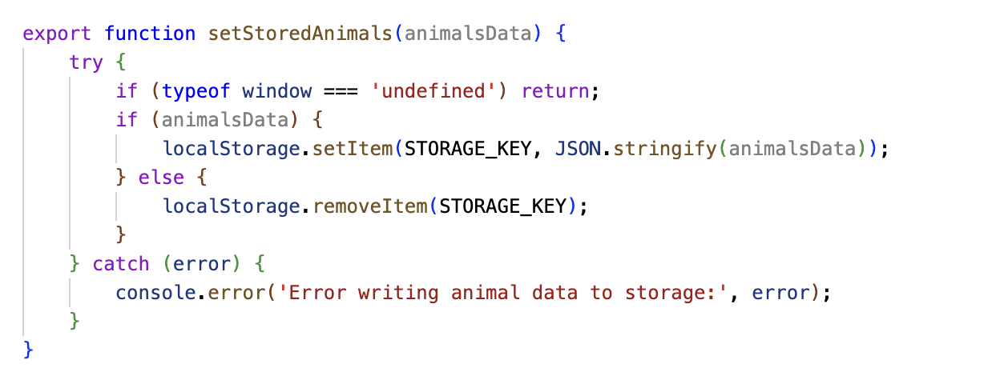 export function setStoredAnimals(animalsData) {
    try {
        if (typeof window === 'undefined') return;
        if (animalsData) {
            localStorage.setItem(STORAGE_KEY, JSON.stringify(animalsData));
        } else {
            localStorage.removeItem(STORAGE_KEY);
        }
    } catch (error) {
        console.error('Error writing animal data to storage:', error);
    }
}